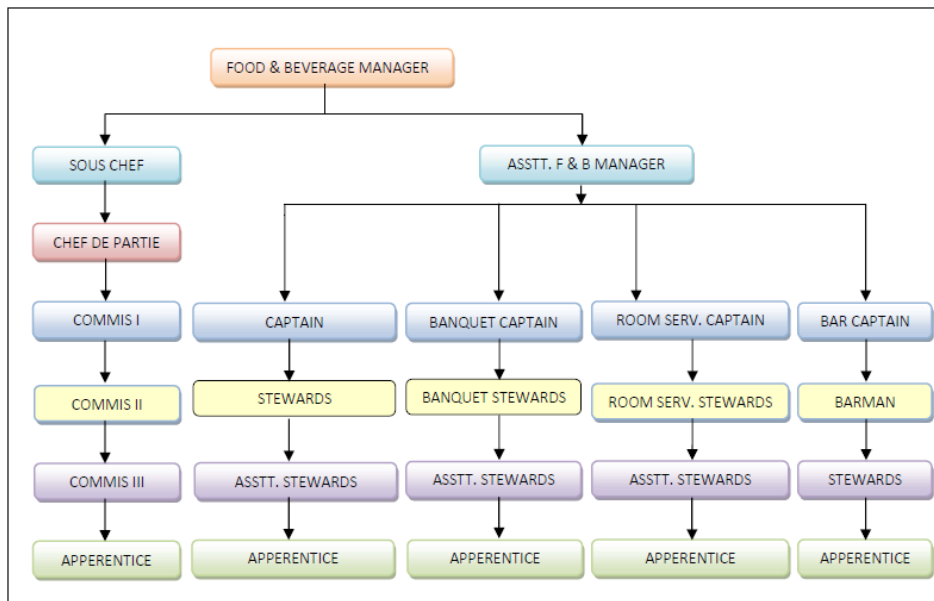 FOOD & BEVERAGE MANAGER
SOUS CHEF
ASSTT. F & B MANAGER
CHEF DE PARTIE
COMMIS I
CAPTAIN
BANQUET CAPTAIN
ROOM SERV. CAPTAIN
BAR CAPTAIN
COMMIS II
STEWARDS
BANQUET STEWARDS
ROOM SERV. STEWARDS
BARMAN
COMMIS III
ASSTT. STEWARDS
ASSTT. STEWARDS
ASSTT. STEWARDS
STEWARDS
APPERENTICE
APPERENTICE
APPERENTICE
APPERENTICE
APPERENTICE